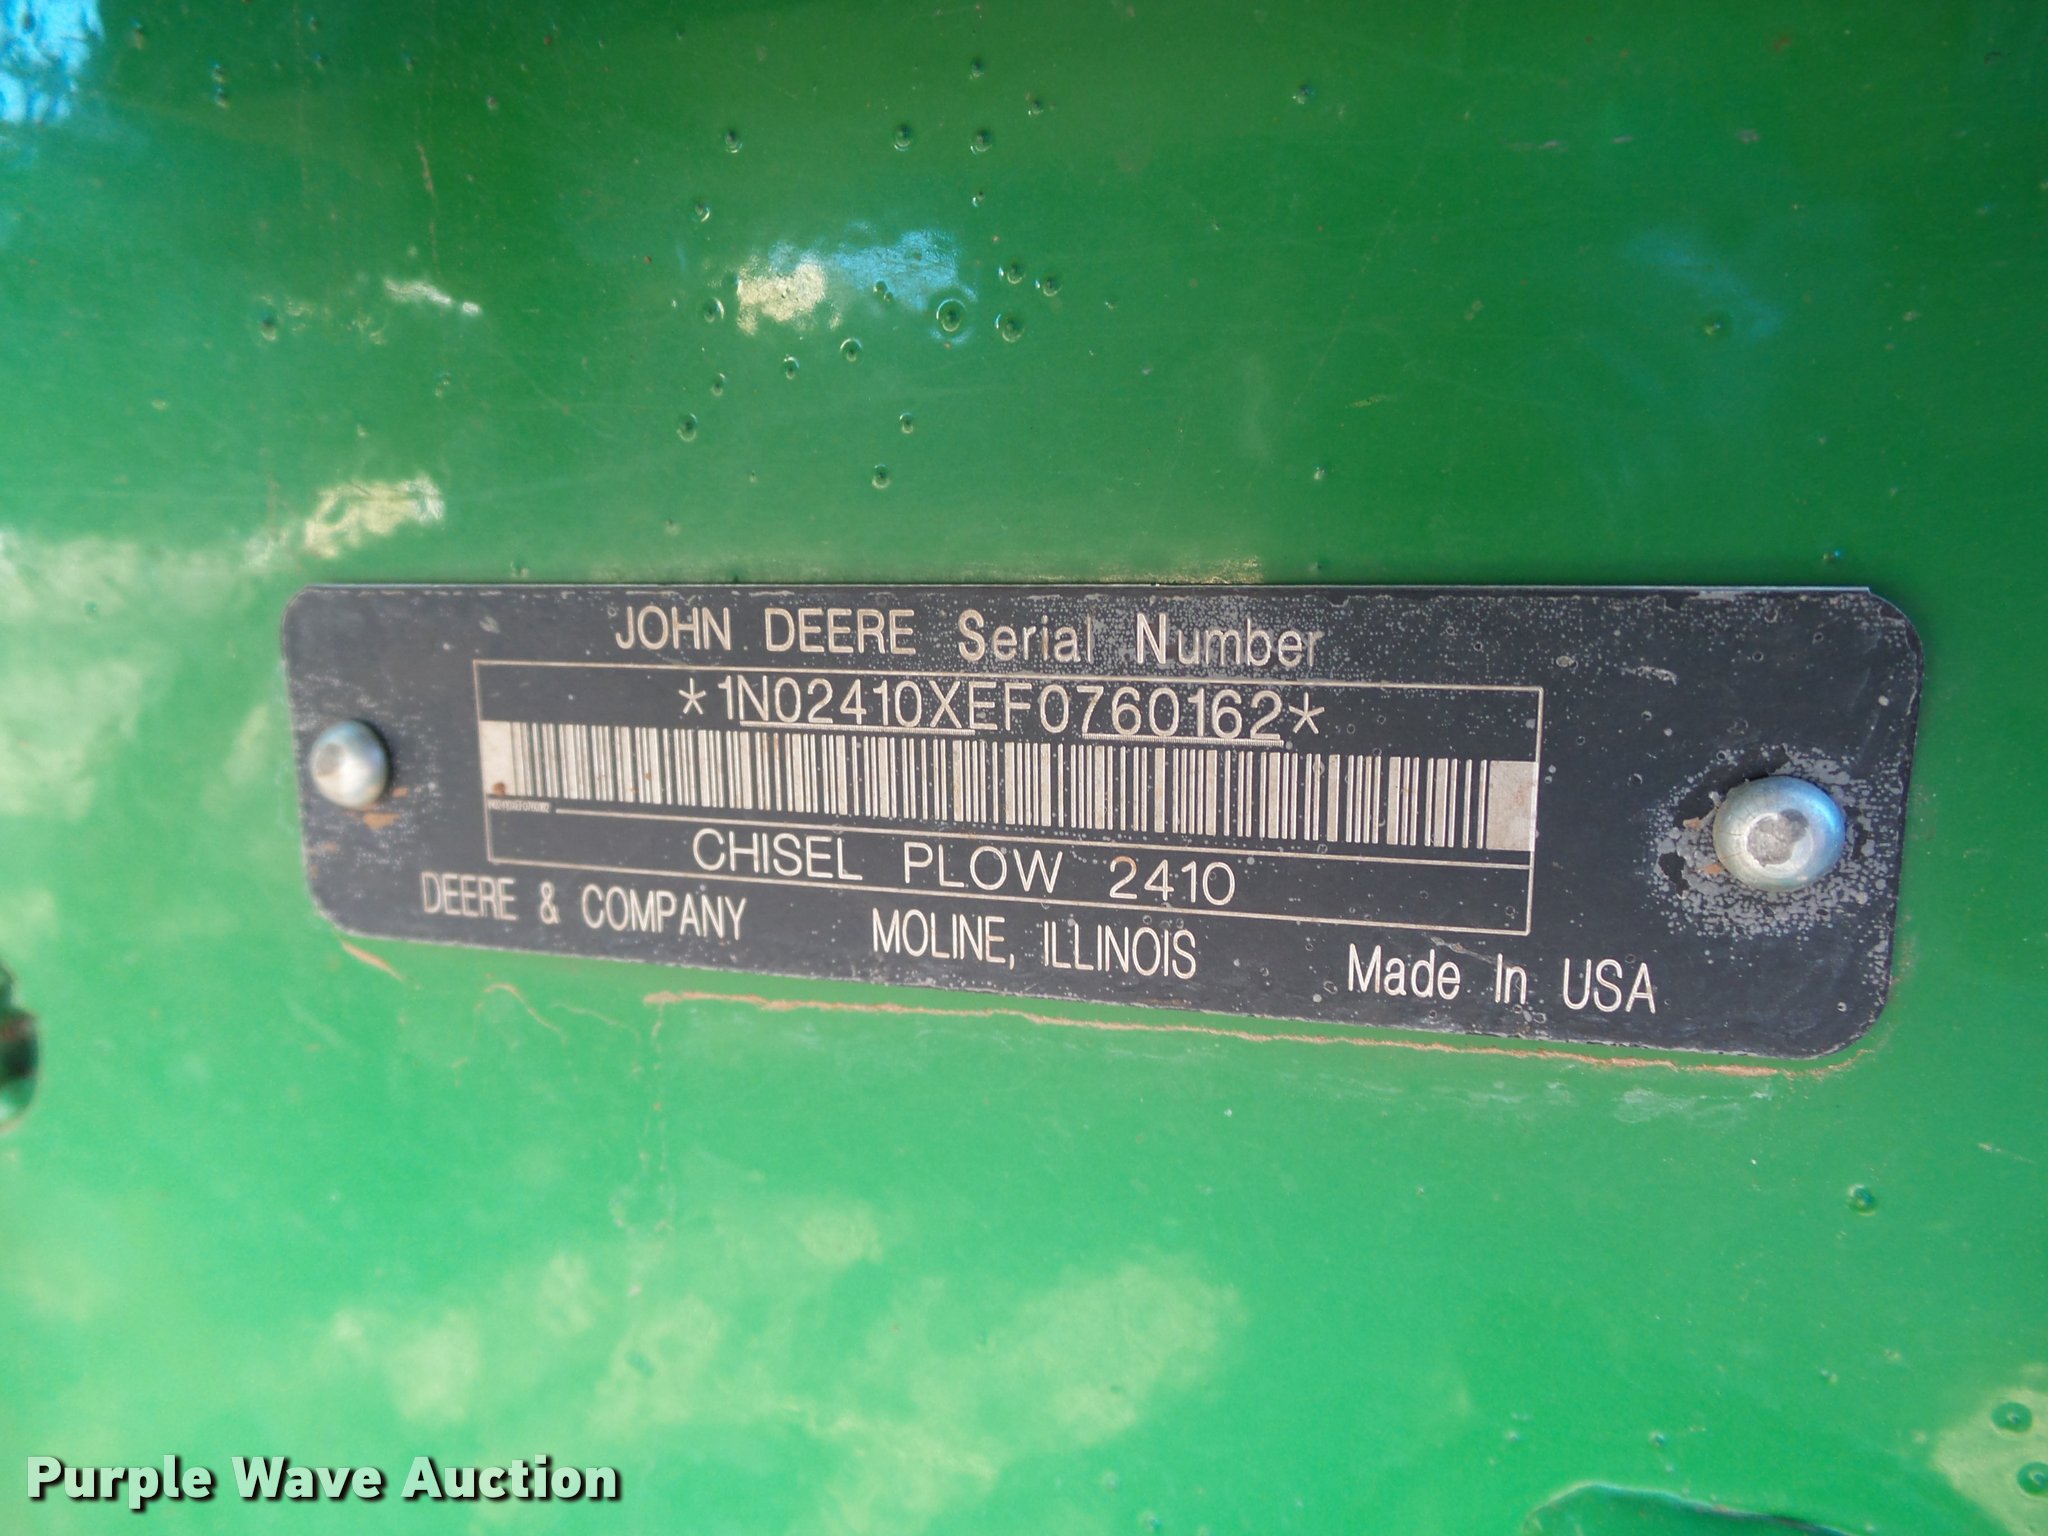 JOHN DEERE Serial Number
*1N02410XEF0760162*
CHISEL PLOW 2410
DEERE & COMPANY MOLINE, ILLINOIS Made In USA
Purple Wave Auction